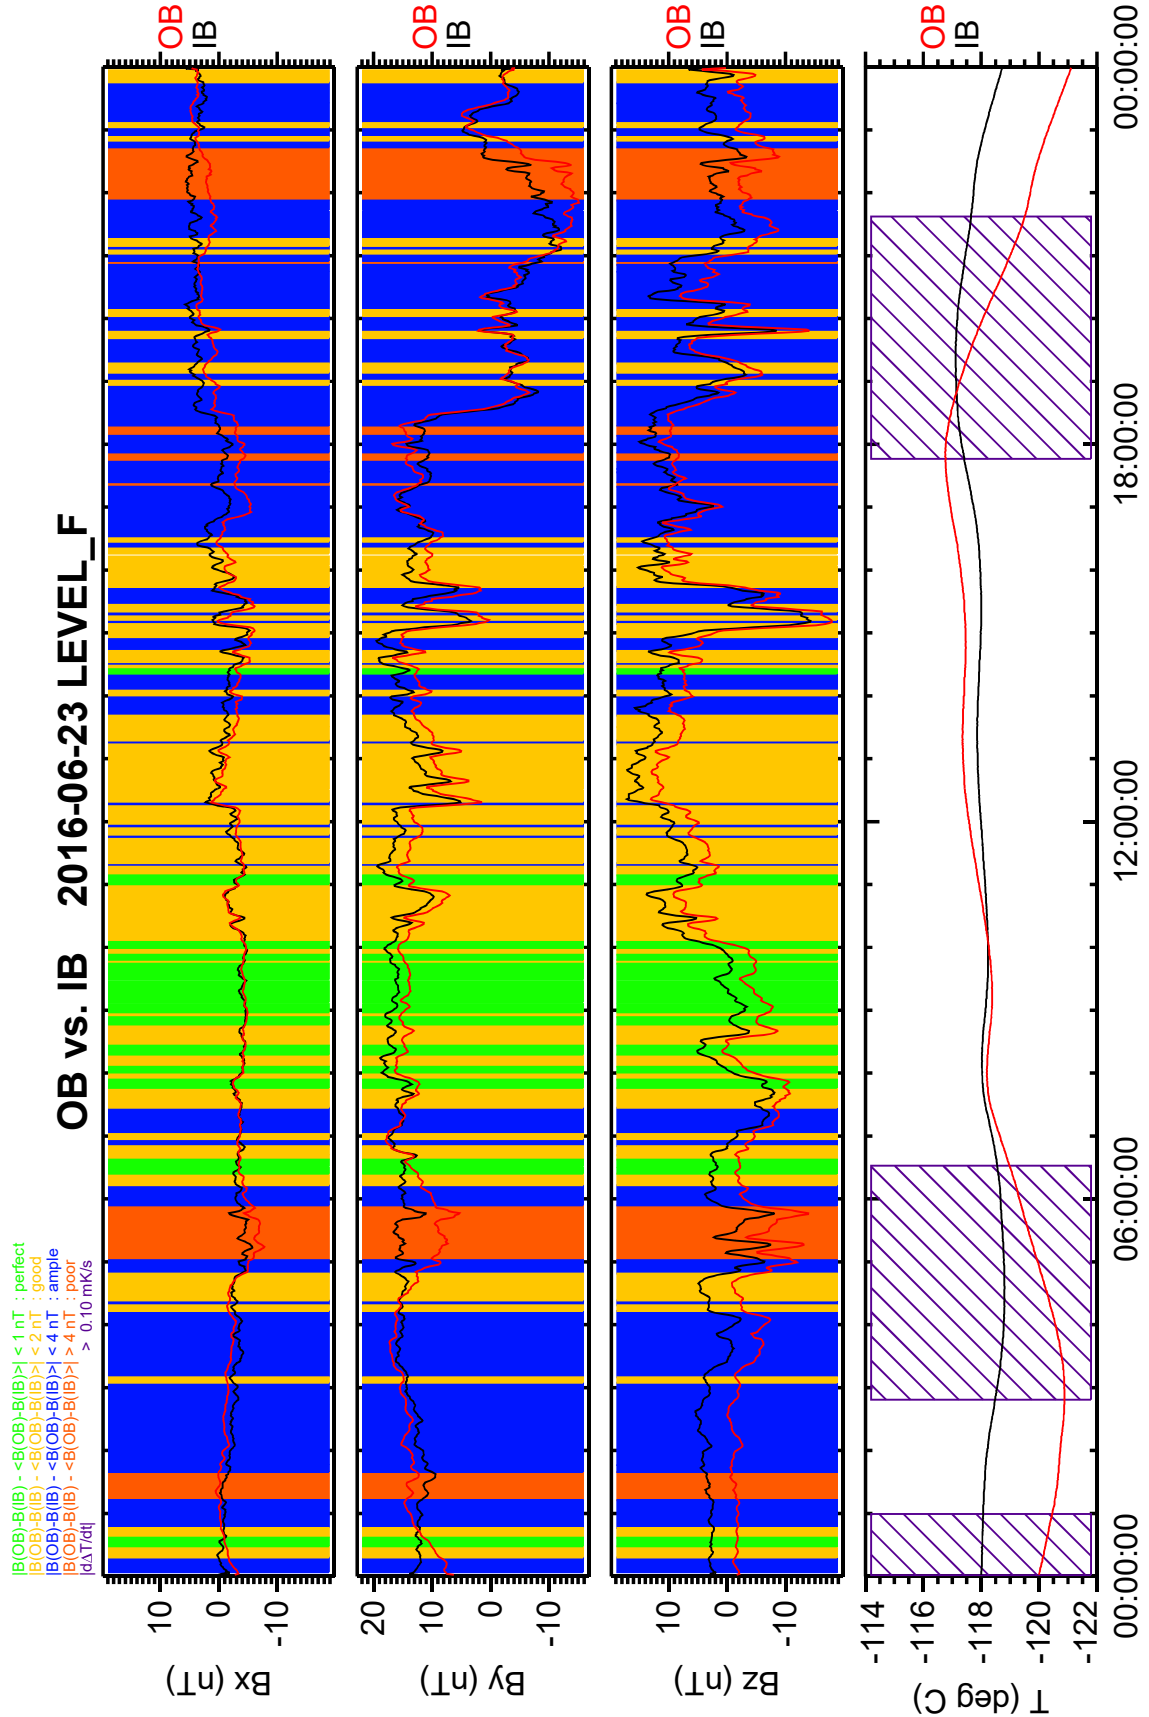 |B(OB)-B(IB) - <B(OB)-B(IB)>| < 1 nT : perfect
|B(OB)-B(IB) - <B(OB)-B(IB)>| < 2 nT : good
|B(OB)-B(IB) - <B(OB)-B(IB)>| < 4 nT : ample
|B(OB)-B(IB) - <B(OB)-B(IB)>| > 4 nT : poor
|dΔT/dt| > 0.10 mK/s
OB vs. IB 2016-06-23 LEVEL_F
Bx (nT)
10
0
-10
OB
IB
By (nT)
20
10
0
-10
OB
IB
Bz (nT)
10
0
-10
OB
IB
T (deg C)
-114
-116
-118
-120
-122
OB
IB
00:00:00
06:00:00
12:00:00
18:00:00
00:00:00